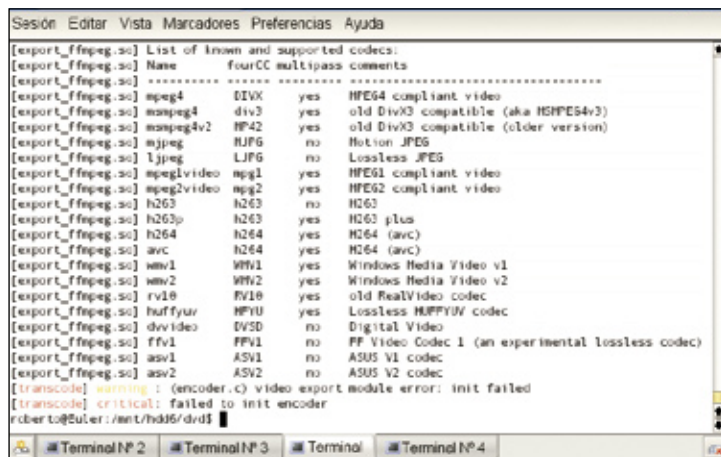 Sesión Editar Vista Marcadores Preferencias Ayuda
[export_ffmpeg.so] List of known and supported codecs:
[export_ffmpeg.so] Name fourCC multipass comments
[export_ffmpeg.so] ---------- ------ --------- -----------------------------------
[export_ffmpeg.so] mpeg4 DIVX yes MPEG4 compliant video
[export_ffmpeg.so] msmpeg4 div3 yes old DivX3 compatible (aka MSMPEG4v3)
[export_ffmpeg.so] msmpeg4v2 MP42 yes old DivX3 compatible (older version)
[export_ffmpeg.so] mjpeg MJPG no Motion JPEG
[export_ffmpeg.so] ljpeg LJPG no Lossless JPEG
[export_ffmpeg.so] mpeg1video mpg1 yes MPEG1 compliant video
[export_ffmpeg.so] mpeg2video mpg2 yes MPEG2 compliant video
[export_ffmpeg.so] h263 h263 no H263
[export_ffmpeg.so] h263p h263 yes H263 plus
[export_ffmpeg.so] h264 h264 yes H264 (avc)
[export_ffmpeg.so] avc h264 yes H264 (avc)
[export_ffmpeg.so] wmv1 WMV1 yes Windows Media Video v1
[export_ffmpeg.so] wmv2 WMV2 yes Windows Media Video v2
[export_ffmpeg.so] rv10 RV10 yes old RealVideo codec
[export_ffmpeg.so] huffyuv HFYU yes Lossless HUFFYUV codec
[export_ffmpeg.so] dvvideo DVSD no Digital Video
[export_ffmpeg.so] ffv1 FFV1 no FF Video Codec 1 (an experimental lossless codec)
[export_ffmpeg.so] asv1 ASV1 no ASUS V1 codec
[export_ffmpeg.so] asv2 ASV2 no ASUS V2 codec
[transcode] warning : (encoder.c) video export module error: init failed
[transcode] critical: failed to init encoder
roberto@Euler:/mnt/hdd6/dvd$
Terminal Nº 2 Terminal Nº 3 Terminal Terminal Nº 4